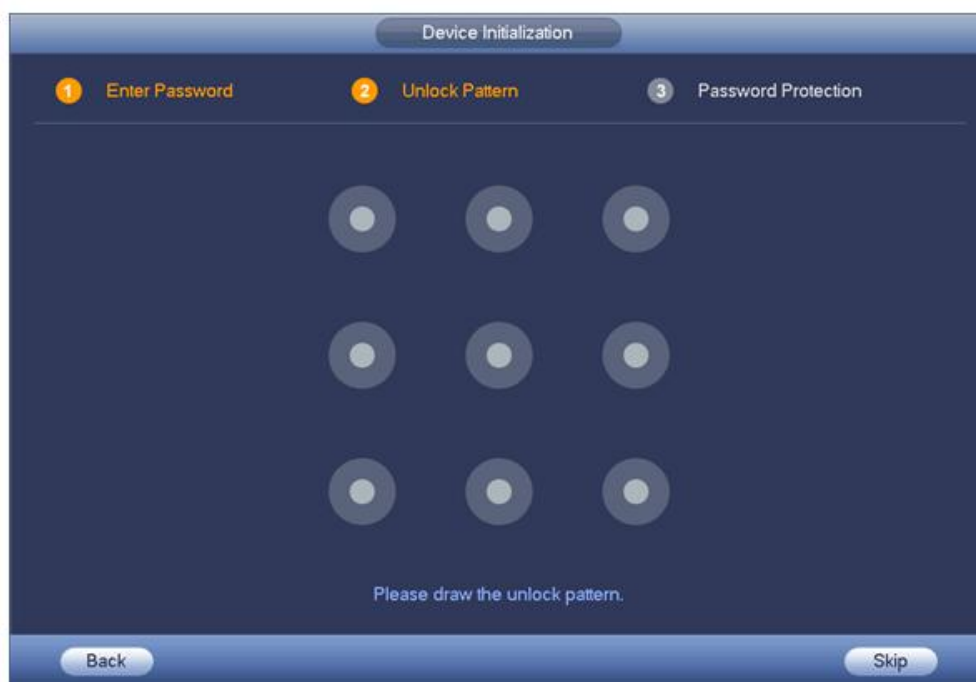 Device Initialization
1 Enter Password 2 Unlock Pattern 3 Password Protection
Please draw the unlock pattern.
Back Skip